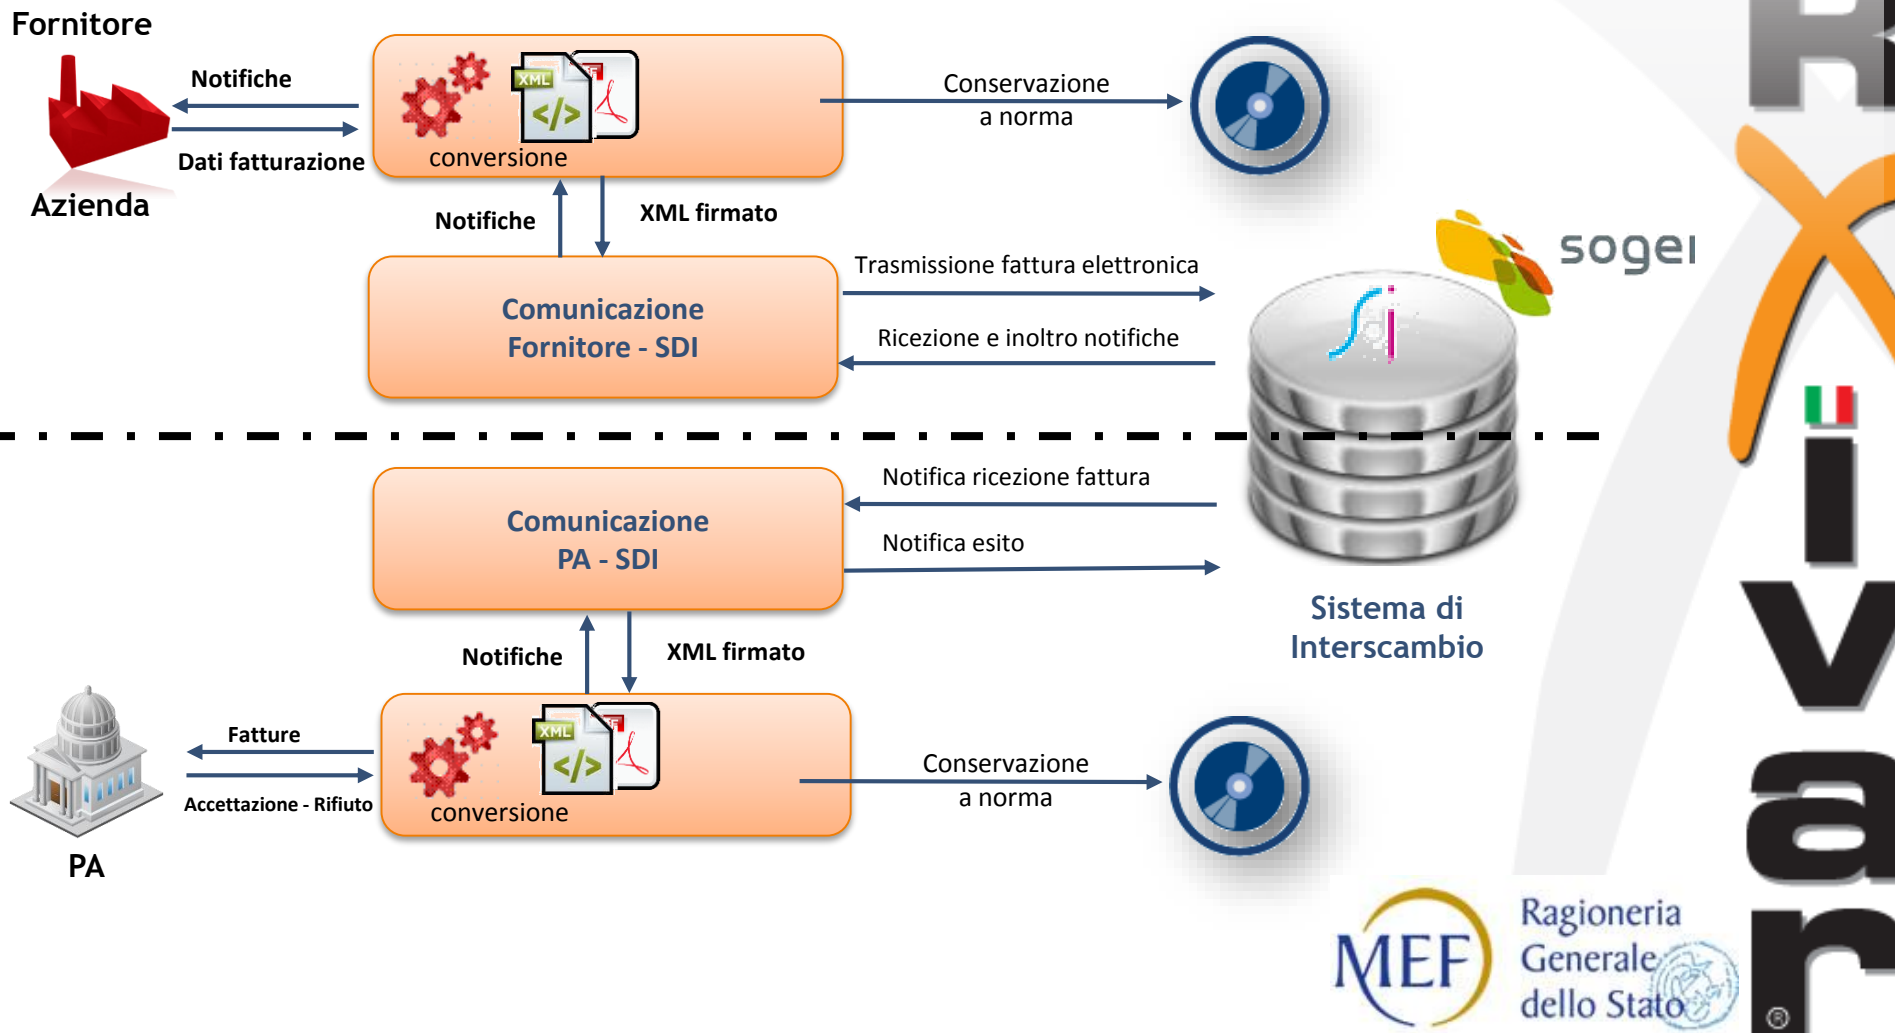 Fornitore
Notifiche
Dati fatturazione
Azienda
XML
conversione
Conservazione
a norma
Notifiche
XML firmato
Comunicazione
Fornitore - SDI
Trasmissione fattura elettronica
Ricezione e inoltro notifiche
sogei
Comunicazione
PA - SDI
Notifica ricezione fattura
Notifica esito
Sistema di
Interscambio
Notifiche
XML firmato
Fatture
Accettazione - Rifiuto
PA
XML
conversione
Conservazione
a norma
MEF
Ragioneria
Generale
dello Stato
®